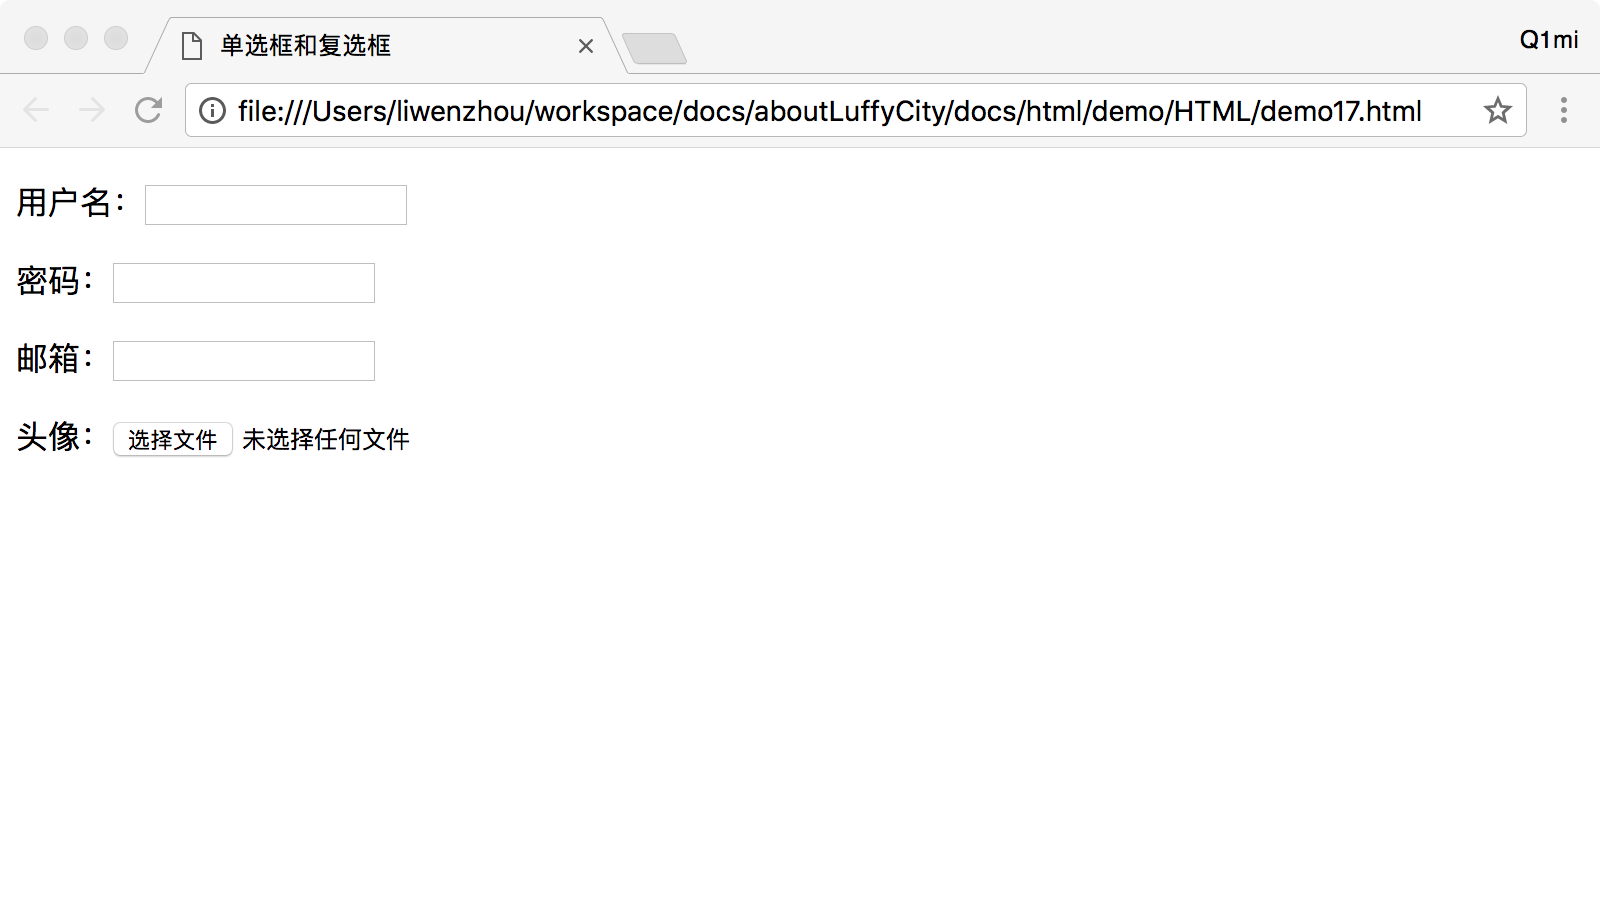 单选框和复选框
Q1mi
file:///Users/liwenzhou/workspace/docs/aboutLuffyCity/docs/html/demo/HTML/demo17.html
用户名：
密码：
邮箱：
头像： 选择文件 未选择任何文件